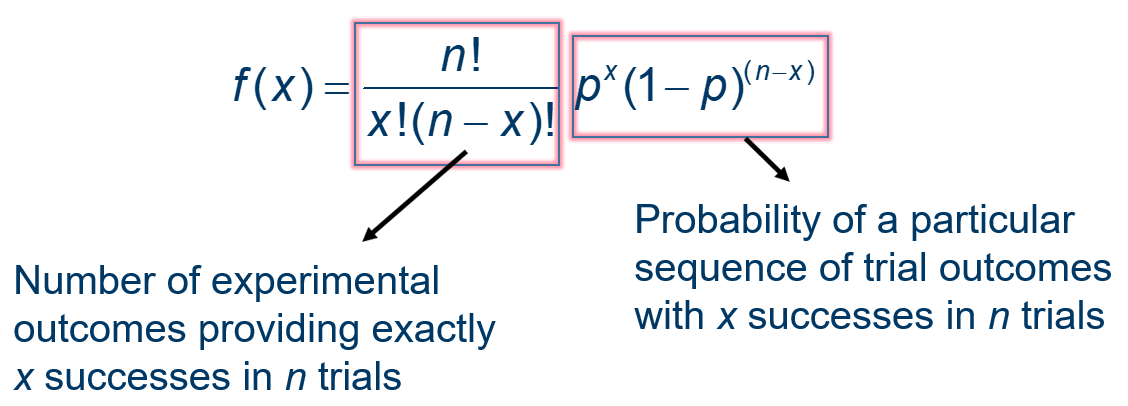 f(x) = n! / x!(n − x)! p^x(1 − p)^(n−x)
Number of experimental
outcomes providing exactly
x successes in n trials
Probability of a particular
sequence of trial outcomes
with x successes in n trials